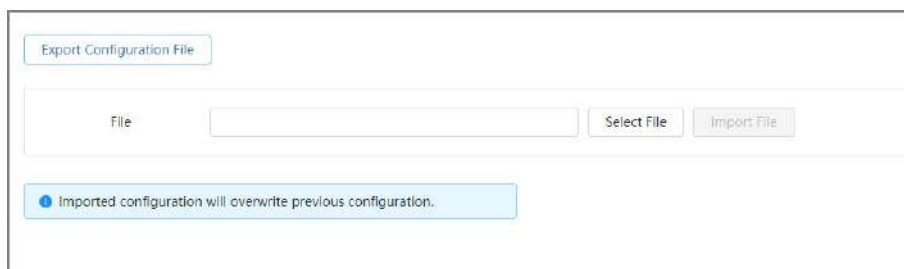 Export Configuration File
File Select File Import File
Imported configuration will overwrite previous configuration.